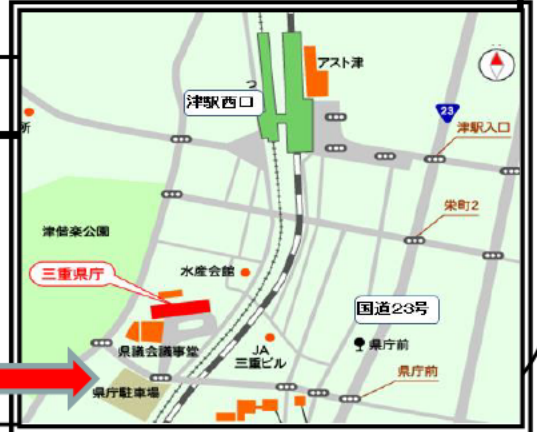 アスト津
つ
津駅西口
23
津駅入口
所
栄町2
津偕楽公園
三重県庁
水産会館
国道23号
県議会議事堂
JA
三重ビル
県庁前
県庁前
県庁駐車場